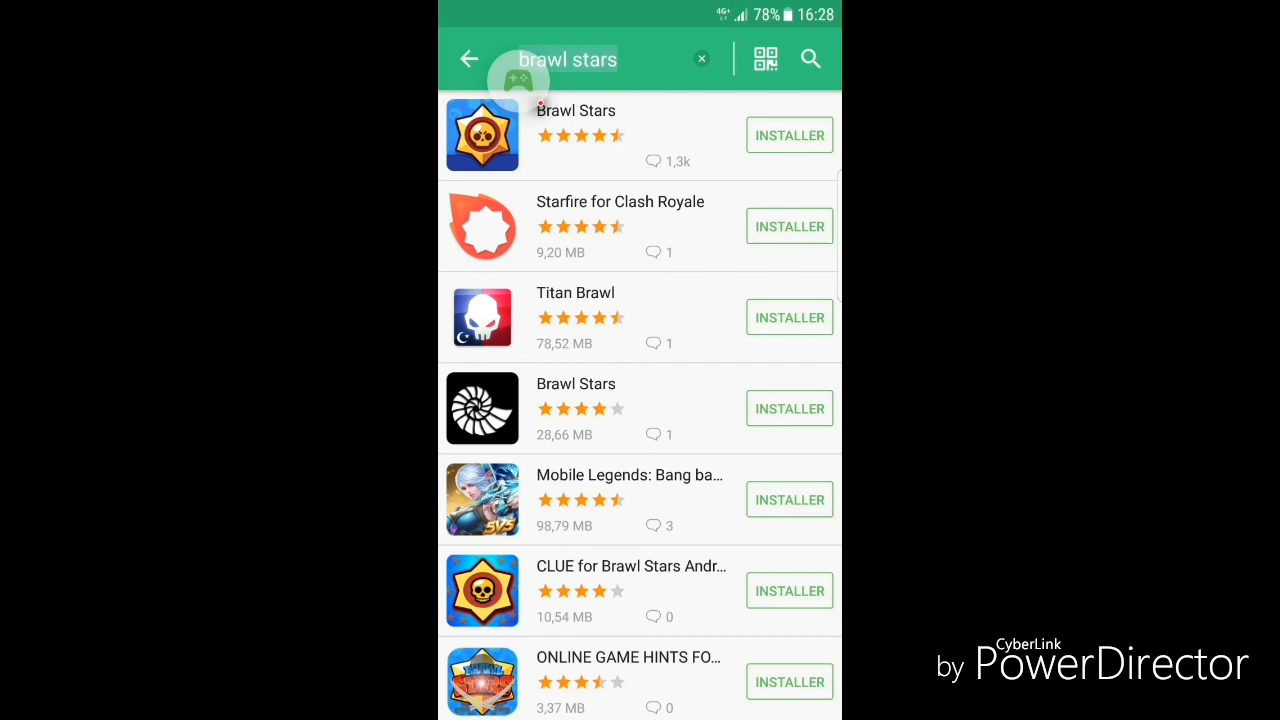 4G+ 78% 16:28
brawl stars
Brawl Stars
1,3k
INSTALLER
Starfire for Clash Royale
9,20 MB 1
INSTALLER
Titan Brawl
78,52 MB 1
INSTALLER
Brawl Stars
28,66 MB 1
INSTALLER
Mobile Legends: Bang ba...
5V5
98,79 MB 3
INSTALLER
CLUE for Brawl Stars Andr...
10,54 MB 0
INSTALLER
ONLINE GAME HINTS FO...
BRAWL
STARS
3,37 MB 0
INSTALLER
CyberLink
by PowerDirector